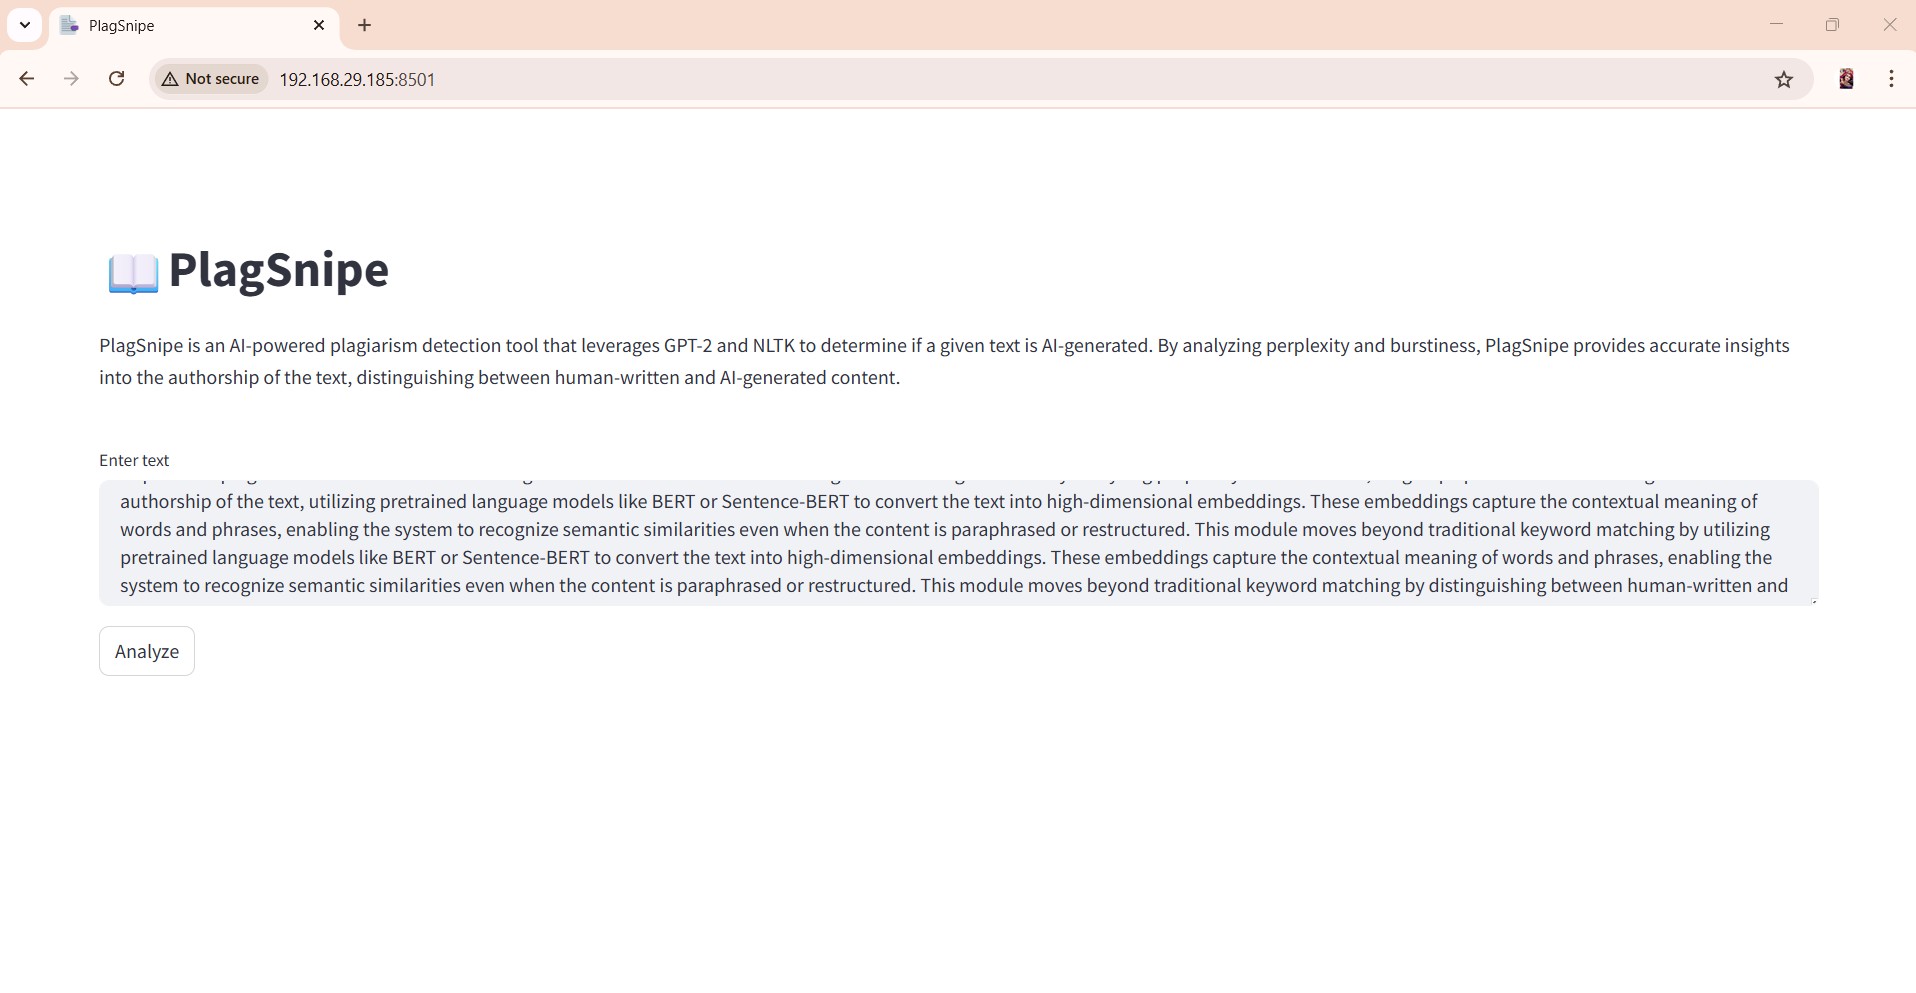 PlagSnipe
Not secure
192.168.29.185:8501
PlagSnipe
PlagSnipe is an AI-powered plagiarism detection tool that leverages GPT-2 and NLTK to determine if a given text is AI-generated. By analyzing perplexity and burstiness, PlagSnipe provides accurate insights
into the authorship of the text, distinguishing between human-written and AI-generated content.
Enter text
authorship of the text, utilizing pretrained language models like BERT or Sentence-BERT to convert the text into high-dimensional embeddings. These embeddings capture the contextual meaning of
words and phrases, enabling the system to recognize semantic similarities even when the content is paraphrased or restructured. This module moves beyond traditional keyword matching by utilizing
pretrained language models like BERT or Sentence-BERT to convert the text into high-dimensional embeddings. These embeddings capture the contextual meaning of words and phrases, enabling the
system to recognize semantic similarities even when the content is paraphrased or restructured. This module moves beyond traditional keyword matching by distinguishing between human-written and
Analyze